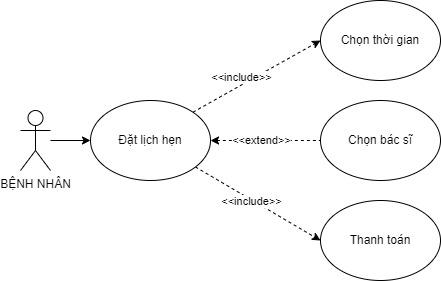 Chọn thời gian
<<include>>
Đặt lịch hẹn
<<extend>>
Chọn bác sĩ
BỆNH NHÂN
<<include>>
Thanh toán